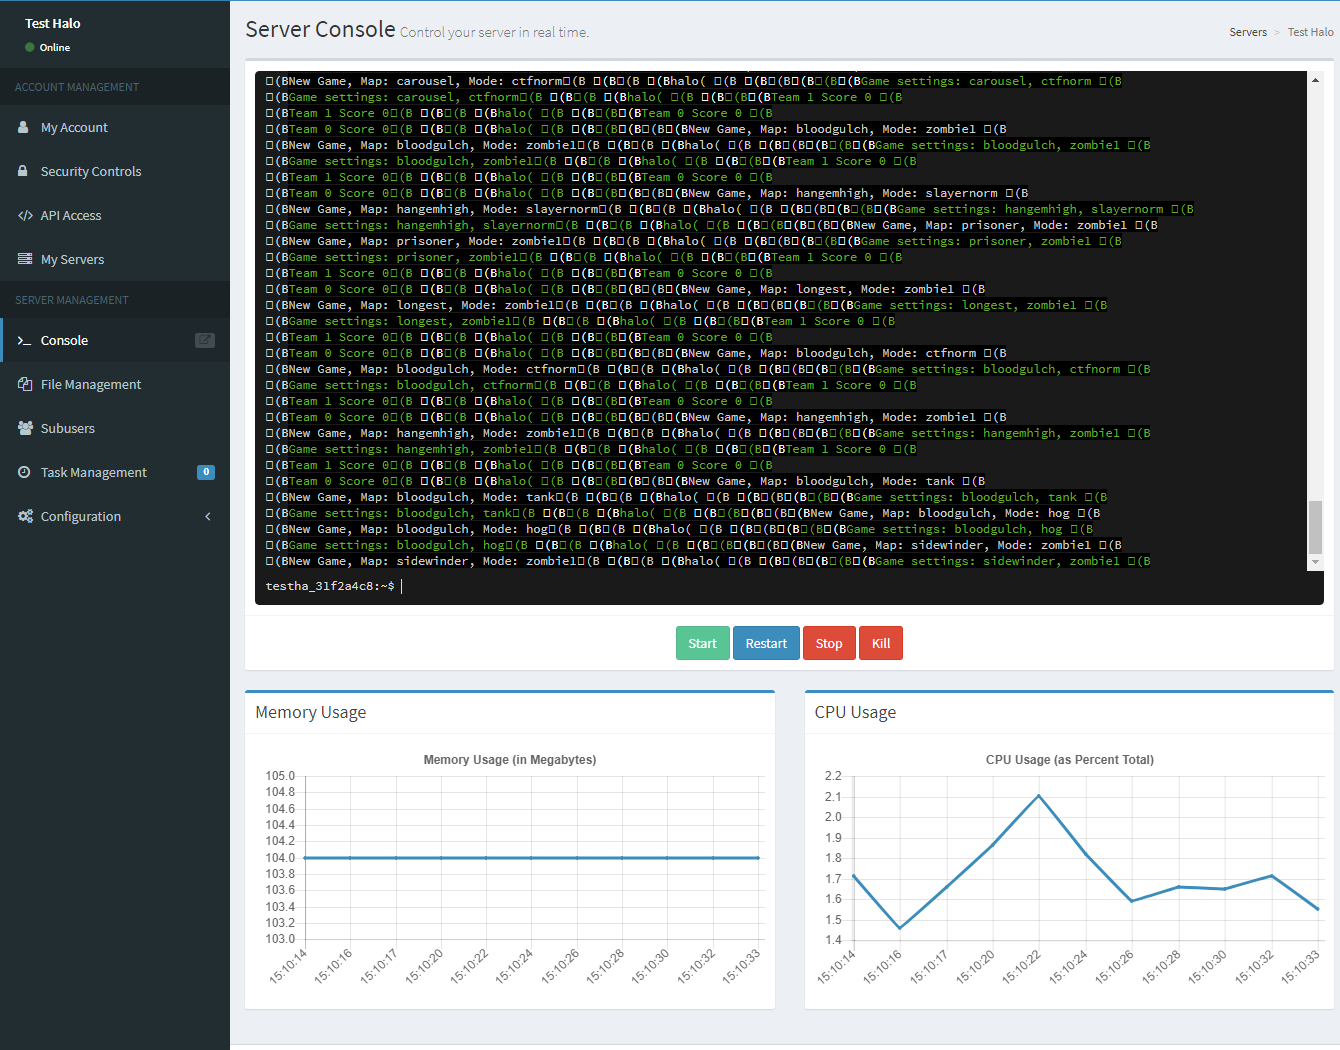 Test Halo
Online
ACCOUNT MANAGEMENT
My Account
Security Controls
API Access
My Servers
SERVER MANAGEMENT
Console
File Management
Subusers
Task Management 0
Configuration
Server Console Control your server in real time.
Servers > Test Halo
□(BNew Game, Map: carousel, Mode: ctfnorm□(B □(B□(B □(Bhalo( □(B □(B□(B□(B□(B□(BGame settings: carousel, ctfnorm □(B
□(BGame settings: carousel, ctfnorm□(B □(B□(B □(Bhalo( □(B □(B□(B□(BTeam 1 Score 0 □(B
□(BTeam 1 Score 0□(B □(B□(B □(Bhalo( □(B □(B□(B□(BTeam 0 Score 0 □(B
□(BTeam 0 Score 0□(B □(B□(B □(Bhalo( □(B □(B□(B□(B□(BNew Game, Map: bloodgulch, Mode: zombiel □(B
□(BNew Game, Map: bloodgulch, Mode: zombiel□(B □(B□(B □(Bhalo( □(B □(B□(B□(B□(B□(BGame settings: bloodgulch, zombiel □(B
□(BGame settings: bloodgulch, zombiel□(B □(B□(B □(Bhalo( □(B □(B□(B□(BTeam 1 Score 0 □(B
□(BTeam 1 Score 0□(B □(B□(B □(Bhalo( □(B □(B□(B□(BTeam 0 Score 0 □(B
□(BTeam 0 Score 0□(B □(B□(B □(Bhalo( □(B □(B□(B□(B□(BNew Game, Map: hangemhigh, Mode: slayernorm □(B
□(BNew Game, Map: hangemhigh, Mode: slayernorm□(B □(B□(B □(Bhalo( □(B □(B□(B□(B□(B□(BGame settings: hangemhigh, slayernorm □(B
□(BGame settings: hangemhigh, slayernorm□(B □(B□(B □(Bhalo( □(B □(B□(B□(B□(B□(BNew Game, Map: prisoner, Mode: zombiel □(B
□(BNew Game, Map: prisoner, Mode: zombiel□(B □(B□(B □(Bhalo( □(B □(B□(B□(B□(B□(BGame settings: prisoner, zombiel □(B
□(BGame settings: prisoner, zombiel□(B □(B□(B □(Bhalo( □(B □(B□(B□(BTeam 1 Score 0 □(B
□(BTeam 1 Score 0□(B □(B□(B □(Bhalo( □(B □(B□(B□(BTeam 0 Score 0 □(B
□(BTeam 0 Score 0□(B □(B□(B □(Bhalo( □(B □(B□(B□(B□(BNew Game, Map: longest, Mode: zombiel □(B
□(BNew Game, Map: longest, Mode: zombiel□(B □(B□(B □(Bhalo( □(B □(B□(B□(B□(B□(BGame settings: longest, zombiel □(B
□(BGame settings: longest, zombiel□(B □(B□(B □(Bhalo( □(B □(B□(B□(BTeam 1 Score 0 □(B
□(BTeam 1 Score 0□(B □(B□(B □(Bhalo( □(B □(B□(B□(BTeam 0 Score 0 □(B
□(BTeam 0 Score 0□(B □(B□(B □(Bhalo( □(B □(B□(B□(B□(BNew Game, Map: bloodgulch, Mode: ctfnorm □(B
□(BNew Game, Map: bloodgulch, Mode: ctfnorm□(B □(B□(B □(Bhalo( □(B □(B□(B□(B□(B□(BGame settings: bloodgulch, ctfnorm □(B
□(BGame settings: bloodgulch, ctfnorm□(B □(B□(B □(Bhalo( □(B □(B□(B□(BTeam 1 Score 0 □(B
□(BTeam 1 Score 0□(B □(B□(B □(Bhalo( □(B □(B□(B□(BTeam 0 Score 0 □(B
□(BTeam 0 Score 0□(B □(B□(B □(Bhalo( □(B □(B□(B□(B□(BNew Game, Map: hangemhigh, Mode: zombiel □(B
□(BNew Game, Map: hangemhigh, Mode: zombiel□(B □(B□(B □(Bhalo( □(B □(B□(B□(B□(B□(BGame settings: hangemhigh, zombiel □(B
□(BGame settings: hangemhigh, zombiel□(B □(B□(B □(Bhalo( □(B □(B□(B□(BTeam 1 Score 0 □(B
□(BTeam 1 Score 0□(B □(B□(B □(Bhalo( □(B □(B□(B□(BTeam 0 Score 0 □(B
□(BTeam 0 Score 0□(B □(B□(B □(Bhalo( □(B □(B□(B□(B□(BNew Game, Map: bloodgulch, Mode: tank □(B
□(BNew Game, Map: bloodgulch, Mode: tank□(B □(B□(B □(Bhalo( □(B □(B□(B□(B□(B□(BGame settings: bloodgulch, tank □(B
□(BGame settings: bloodgulch, tank□(B □(B□(B □(Bhalo( □(B □(B□(B□(B□(B□(BNew Game, Map: bloodgulch, Mode: hog □(B
□(BNew Game, Map: bloodgulch, Mode: hog□(B □(B□(B □(Bhalo( □(B □(B□(B□(B□(B□(BGame settings: bloodgulch, hog □(B
□(BGame settings: bloodgulch, hog□(B □(B□(B □(Bhalo( □(B □(B□(B□(B□(B□(BNew Game, Map: sidewinder, Mode: zombiel □(B
□(BNew Game, Map: sidewinder, Mode: zombiel□(B □(B□(B □(Bhalo( □(B □(B□(B□(B□(B□(BGame settings: sidewinder, zombiel □(B
testha_31f2a4c8:~$
Start Restart Stop Kill
Memory Usage
Memory Usage (in Megabytes)
105.0
104.8
104.6
104.4
104.2
104.0
103.8
103.6
103.4
103.2
103.0
15:10:14 15:10:16 15:10:17 15:10:20 15:10:22 15:10:24 15:10:26 15:10:28 15:10:30 15:10:32 15:10:33
CPU Usage
CPU Usage (as Percent Total)
2.2
2.1
2.0
1.9
1.8
1.7
1.6
1.5
1.4
15:10:14 15:10:16 15:10:17 15:10:20 15:10:22 15:10:24 15:10:26 15:10:28 15:10:30 15:10:32 15:10:33